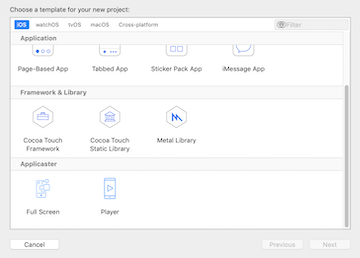 Choose a template for your new project:
iOS watchOS tvOS macOS Cross-platform Filter
Application
Page-Based App Tabbed App Sticker Pack App iMessage App
Framework & Library
Cocoa Touch Framework
Cocoa Touch Static Library
Metal Library
Applicaster
Full Screen Player
Cancel Previous Next